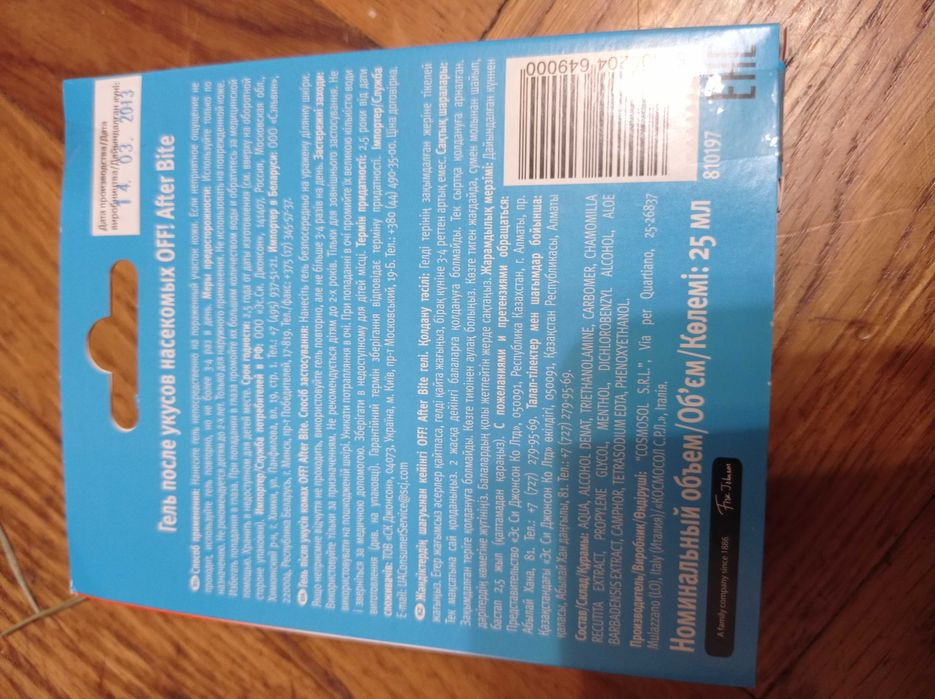 Дата производства/Дата
виробництва/Дайындалған күні:
14. 03. 2013
Гель после укусов насекомых OFF! After Bite
Способ применения: Нанесите гель непосредственно на пораженный участок кожи. Если неприятное ощущение не
проходит, используйте гель повторно, но не более 3-4 раз в день. Меры предосторожности: Используйте только по
назначению. Не рекомендуется детям до 2-х лет. Только для наружного применения. Не использовать на поврежденной коже.
Избегать попадания в глаза. При попадании в глаза промойте их большим количеством воды и обратитесь за медицинской
помощью. Хранить в недоступном для детей месте. Срок годности: 2,5 года от даты изготовления (см. вверху на оборотной
стороне упаковки). Импортер/Служба потребителей в РФ: ООО «Эс.Си. Джонсон», 141407, Россия, Московская обл.,
Химки г-к, г. Химки, ул. Панфилова, вл. 19, стр. 1. Тел.: +7 (495) 937-51-21. Импортер в Беларуси: ООО «Сэльвин»,
220004, Республика Беларусь, г. Минск, пр-т Победителей, 17-819. Тел./факс: +375 (17) 345-57-37.
Гель після укусів комах OFF! After Bite. Спосіб застосування: Нанесіть гель безпосередньо на уражену ділянку шкіри.
Якщо неприємне відчуття не проходить, використовуйте гель повторно, але не більше 3-4 разів на день. Застережні заходи:
Використовуйте тільки за призначенням. Не рекомендується дітям до 2-х років. Тільки для зовнішнього застосування. Не
використовувати на пошкодженій шкірі. Уникати потрапляння в очі. При попаданні в очі промийте їх великою кількістю води
і зверніться за медичною допомогою. Зберігати в недоступному для дітей місці. Термін придатності: 2,5 роки від дати
виготовлення (див. на упаковці). Гарантійний термін зберігання відповідає терміну придатності. Імпортер/Служба
споживачів: ТОВ «СК Джонсон», 04073, Україна, м. Київ, пр-т Московський, 19-Б. Тел.: +380 (44) 490-35-00. Ціна договірна.
E-mail: UAConsumerService@scj.com
Жәндіктердің шағуынан кейінгі OFF! After Bite гелі. Қолдану тәсілі: Гелді терінің зақымдалған жеріне тікелей
жағыңыз. Егер жағымсыз әсерлер қайтпаса, гелді қайта жағыңыз, бірақ күніне 3-4 реттен артық емес. Сақтық шаралары:
Тек мақсатына сай қолданыңыз. 2 жасқа дейінгі балаларға қолдануға болмайды. Тек сыртқа қолдануға арналған.
Зақымдалған теріге қолдануға болмайды. Көзге тиюінен аулақ болыңыз. Көзге тиген жағдайда, сумен молынан шайып,
дәрігердің көмегіне жүгініңіз. Балалардың қолы жетпейтін жерде сақтаңыз. Жарамдылық мерзімі: Дайындалған күннен
бастап 2,5 жыл (қаптамадан қараңыз). С пожеланиями и претензиями обращаться:
Представительство «Эс Си Джонсон Ко Лтд», 050091, Республика Казахстан, г. Алматы, пр.
Абылай Хана, 81. Тел.: +7 (727) 279-95-69. Талап-тілектер мен шағымдар бойынша:
Қазақстандағы «Эс Си Джонсон Ко Лтд» өкілдігі, 050091, Қазақстан Республикасы, Алматы
қаласы, Абылай Хан даңғылы, 81. Тел.: +7 (727) 279-95-69.
Состав/Склад/Құрамы: AQUA, ALCOHOL DENAT, TRIETHANOLAMINE, CARBOMER, CHAMOMILLA
RECUTITA EXTRACT, PROPYLENE GLYCOL, MENTHOL, DICHLOROBENZYL ALCOHOL, ALOE
BARBADENSIS EXTRACT, CAMPHOR, TETRASODIUM EDTA, PHENOXYETHANOL.
Производитель/Виробник/Өндіруші: "COSMOSOL S.R.L.", Via per Quartiano, 35-26837
Mulazzano (LO), Italy (Италия)/«КОСМОСОЛ С.Р.Л.», Италія.
Номинальный объем/Об'єм/Көлемі: 25 мл
A family company since 1886.
Fisk Johnson
204 649000
810197
EAC